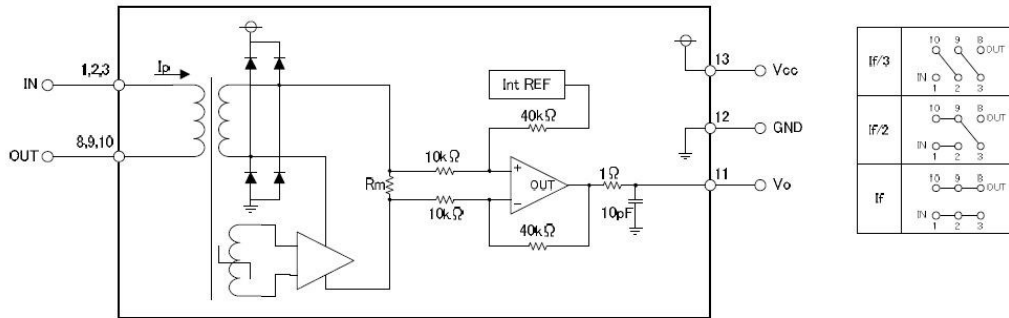 IN
1,2,3
Ip
OUT
8,9,10
Rm
10kΩ
10kΩ
Int REF
40kΩ
+
OUT
−
40kΩ
1Ω
10pF
13
Vcc
12
GND
11
Vo
If/3
10 9 8
OUT
IN
1 2 3
If/2
10 9 8
OUT
IN
1 2 3
If
10 9 8
OUT
IN
1 2 3